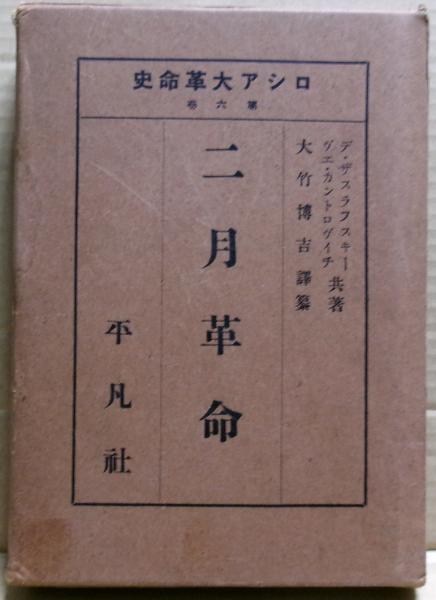 ロシア大革命史
第六卷
デ・ザスラフスキー
ヴエ・カントロヴイチ
共著
大竹博吉譯纂
二月革命
平凡社